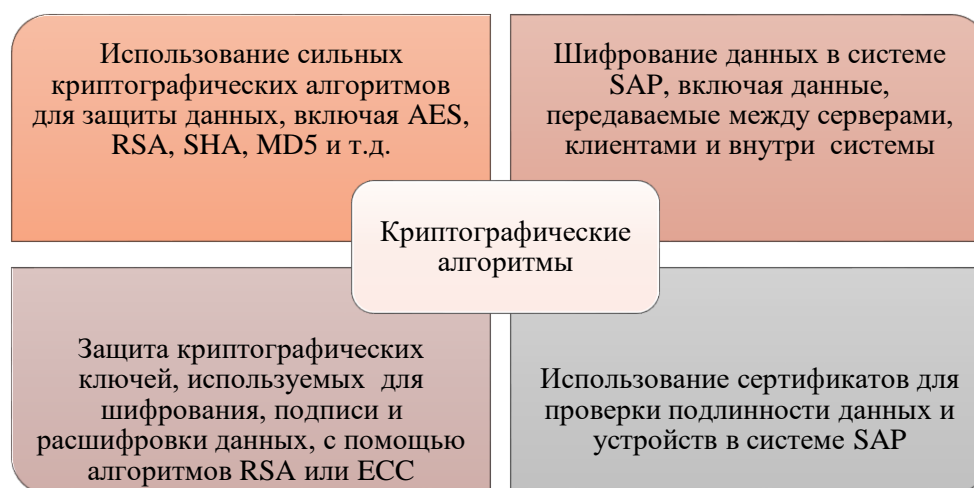 Использование сильных
криптографических алгоритмов
для защиты данных, включая AES,
RSA, SHA, MD5 и т.д.
Шифрование данных в системе
SAP, включая данные,
передаваемые между серверами,
клиентами и внутри системы
Криптографические
алгоритмы
Защита криптографических
ключей, используемых для
шифрования, подписи и
расшифровки данных, с помощью
алгоритмов RSA или ECC
Использование сертификатов для
проверки подлинности данных и
устройств в системе SAP